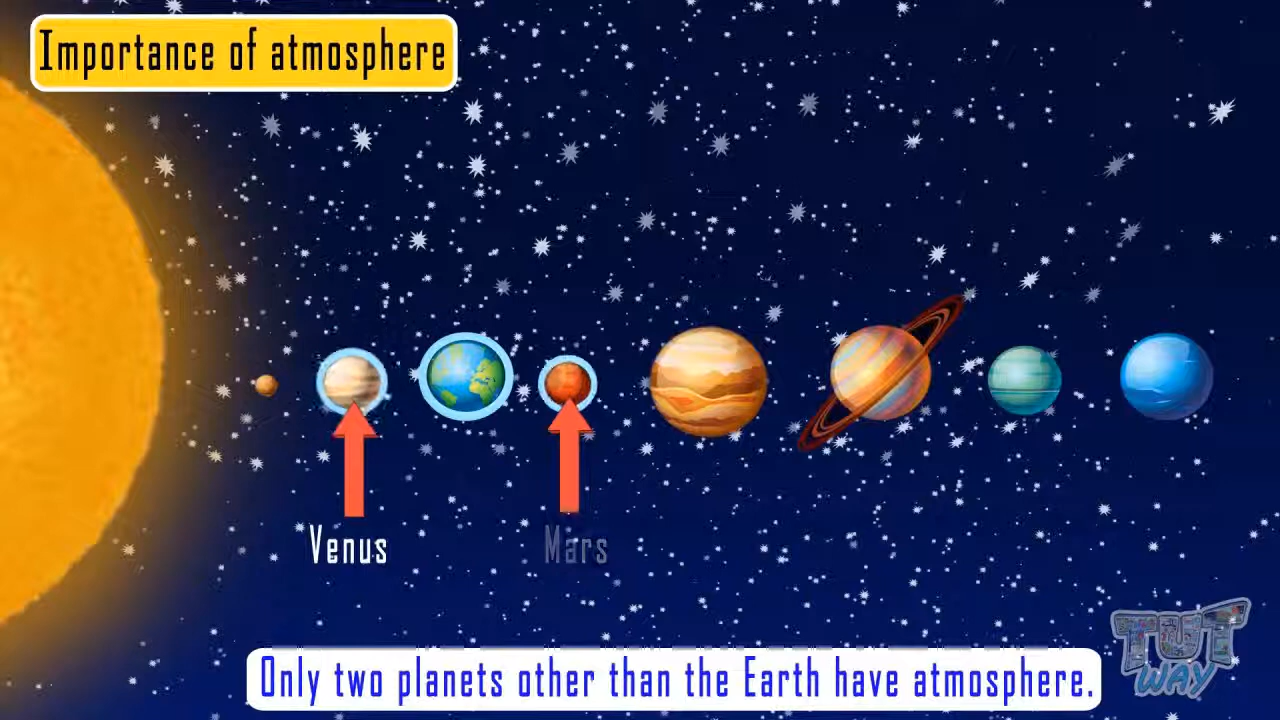 Importance of atmosphere
Venus
Mars
Only two planets other than the Earth have atmosphere.
TUT
WAY